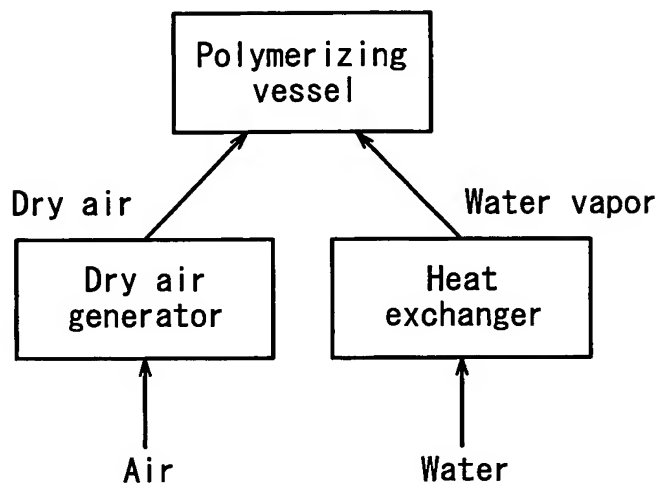 Polymerizing
vessel
Dry air
Water vapor
Dry air
generator
Heat
exchanger
Air
Water